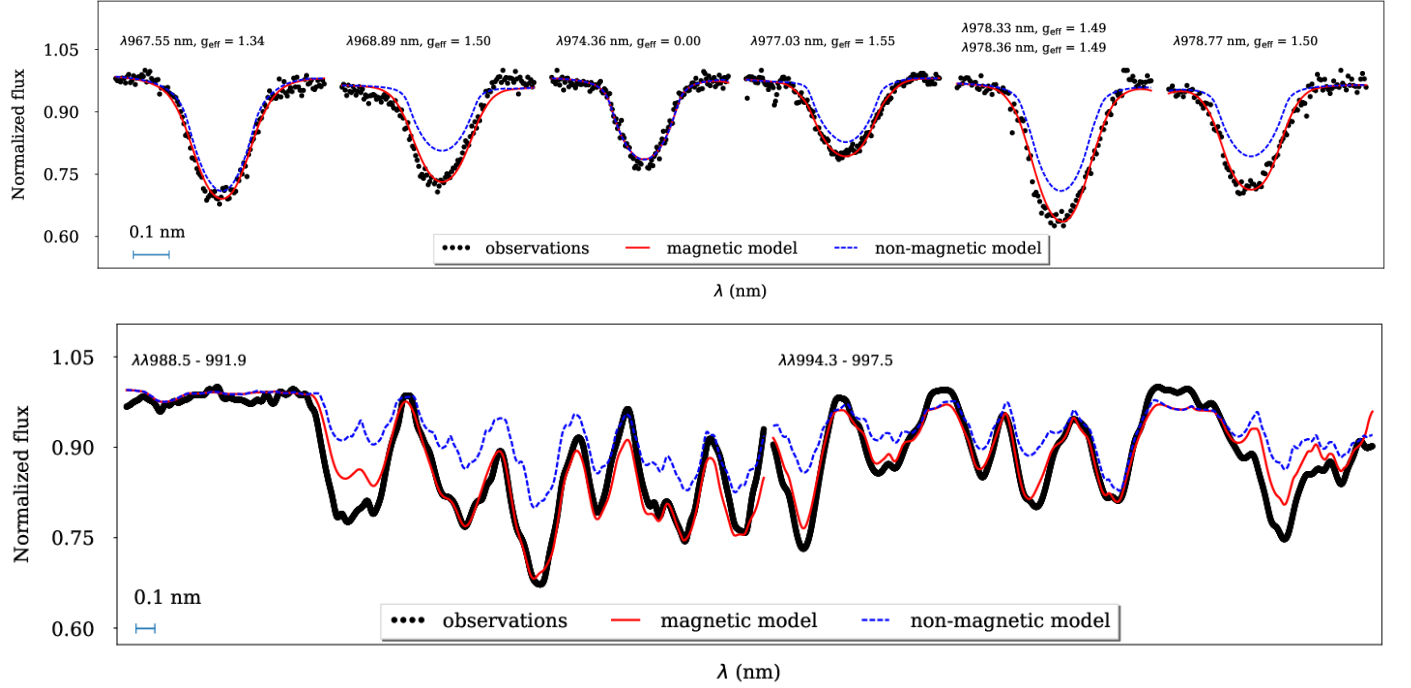 λ967.55 nm, g_eff = 1.34
λ968.89 nm, g_eff = 1.50
λ974.36 nm, g_eff = 0.00
λ977.03 nm, g_eff = 1.55
λ978.33 nm, g_eff = 1.49
λ978.36 nm, g_eff = 1.49
λ978.77 nm, g_eff = 1.50
Normalized flux
1.05
0.90
0.75
0.60
0.1 nm
observations
magnetic model
non-magnetic model
λ (nm)
λλ988.5 - 991.9
λλ994.3 - 997.5
Normalized flux
1.05
0.90
0.75
0.60
0.1 nm
observations
magnetic model
non-magnetic model
λ (nm)